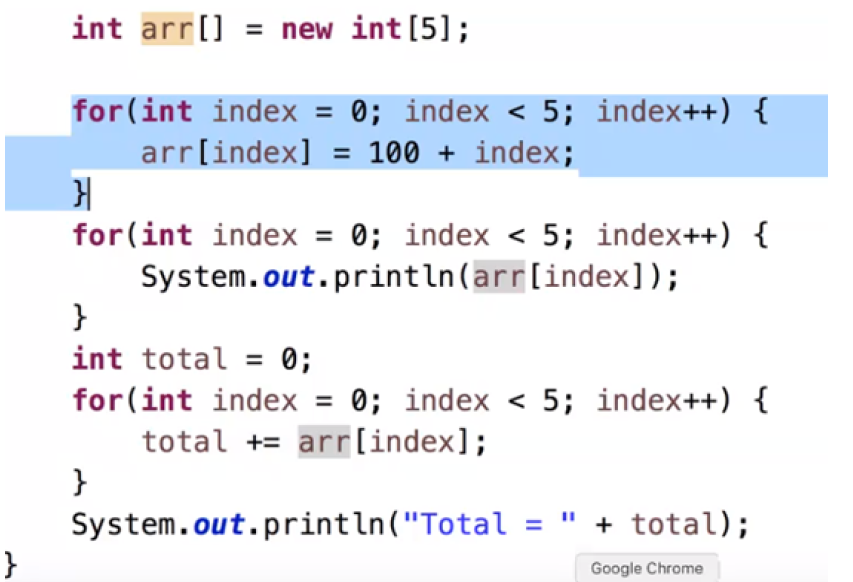 int arr[] = new int[5];
for(int index = 0; index < 5; index++) {
arr[index] = 100 + index;
}
for(int index = 0; index < 5; index++) {
System.out.println(arr[index]);
}
int total = 0;
for(int index = 0; index < 5; index++) {
total += arr[index];
}
System.out.println("Total = " + total);
}
Google Chrome